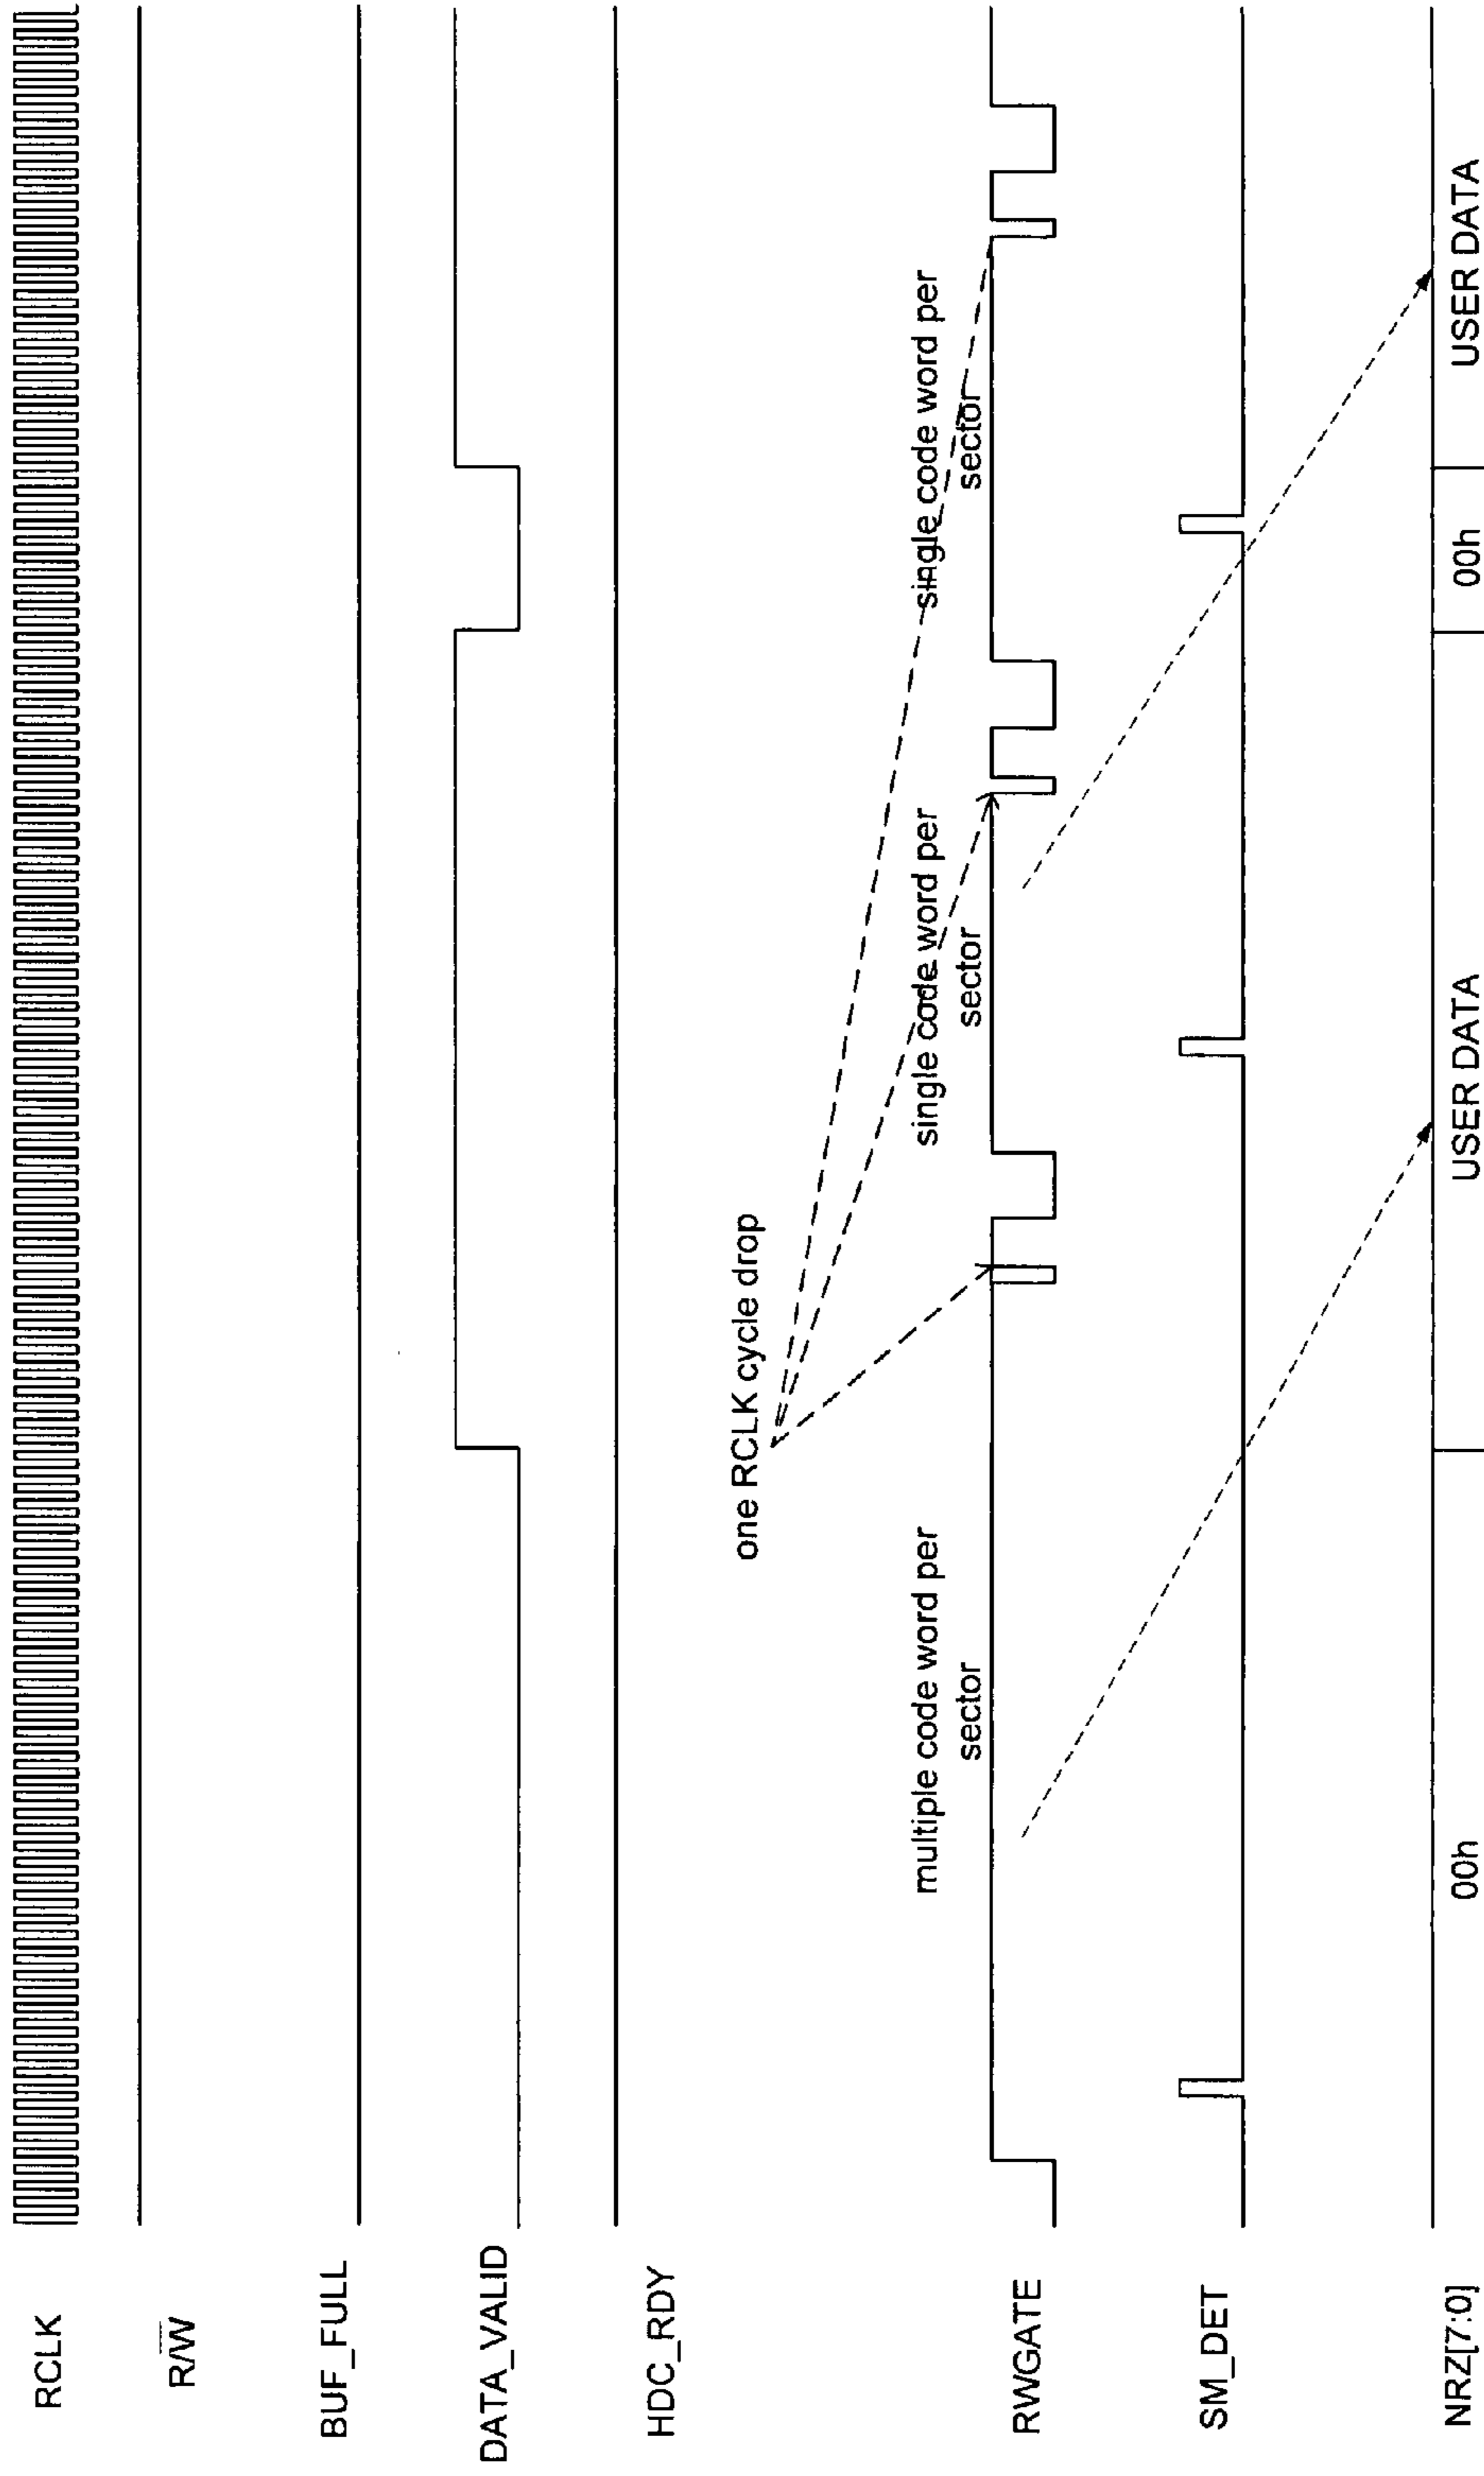 RCLK
R/W
BUF_FULL
DATA_VALID
HDC_RDY
one RCLK cycle drop
multiple code word per
sector
single code word per
sector
single code word per
sector
RWGATE
SM_DET
NRZ[7:0]
00h
USER DATA
00h
USER DATA